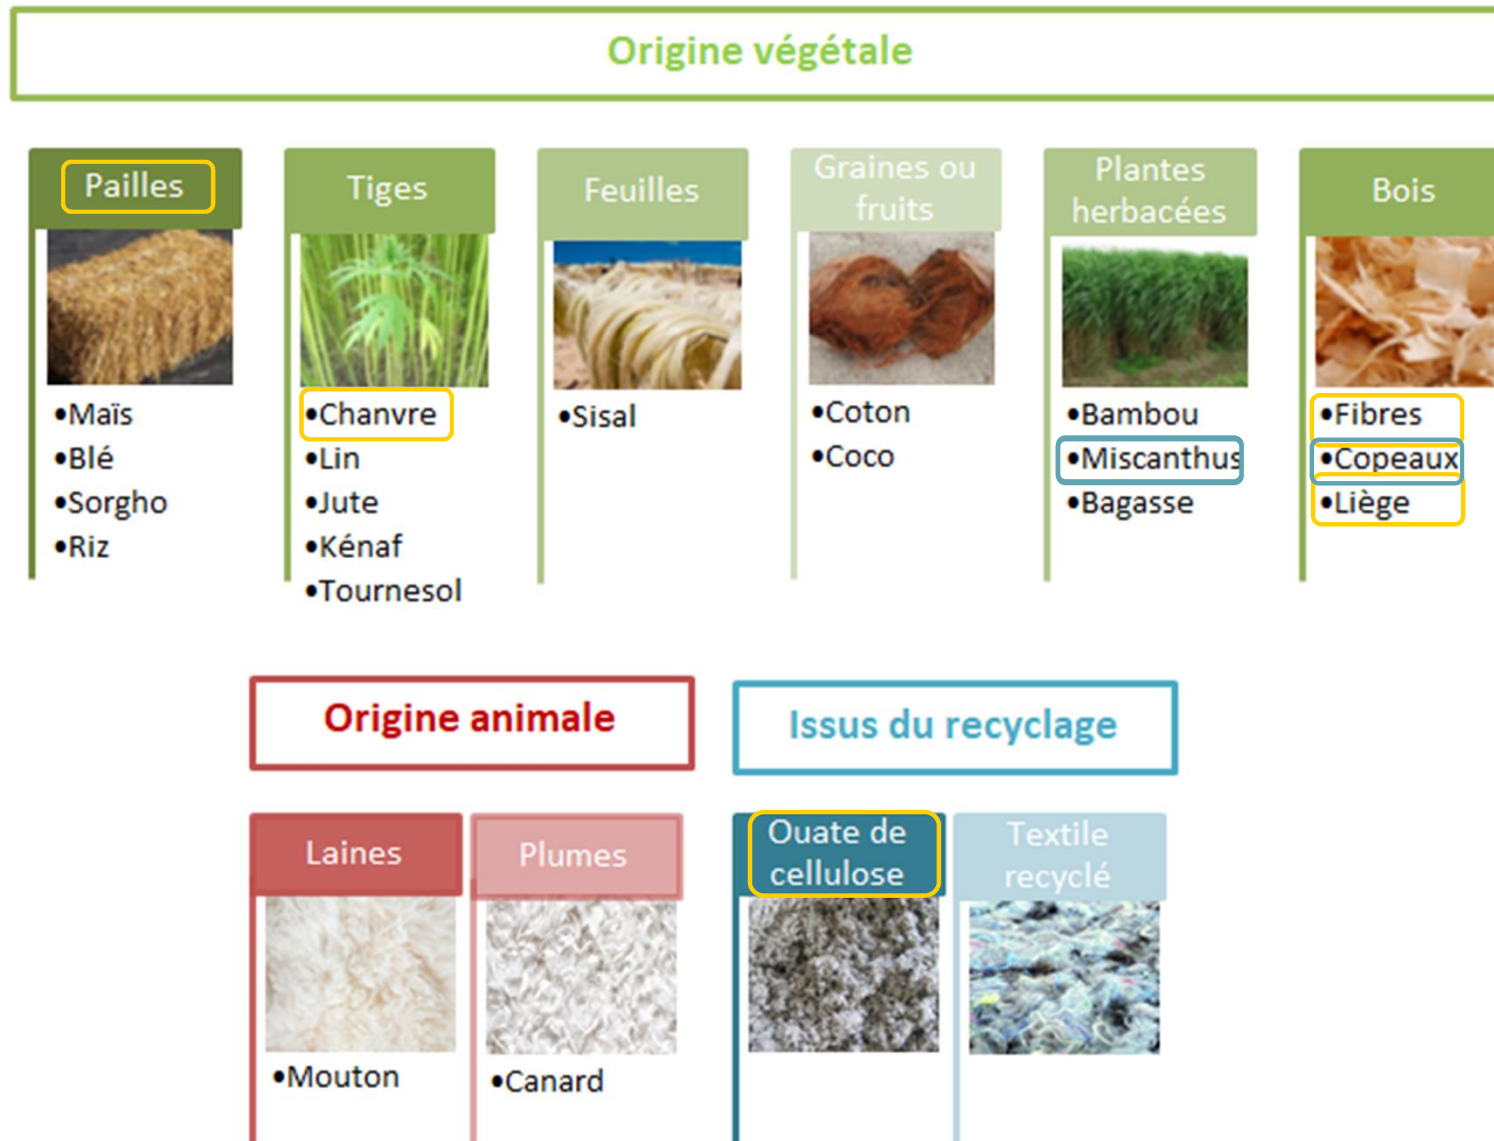 Origine végétale
Pailles
•Maïs
•Blé
•Sorgho
•Riz
Tiges
•Chanvre
•Lin
•Jute
•Kénaf
•Tournesol
Feuilles
•Sisal
Graines ou
fruits
•Coton
•Coco
Plantes
herbacées
•Bambou
•Miscanthus
•Bagasse
Bois
•Fibres
•Copeaux
•Liège
Origine animale
Laines
•Mouton
Plumes
•Canard
Issus du recyclage
Ouate de
cellulose
Textile
recyclé